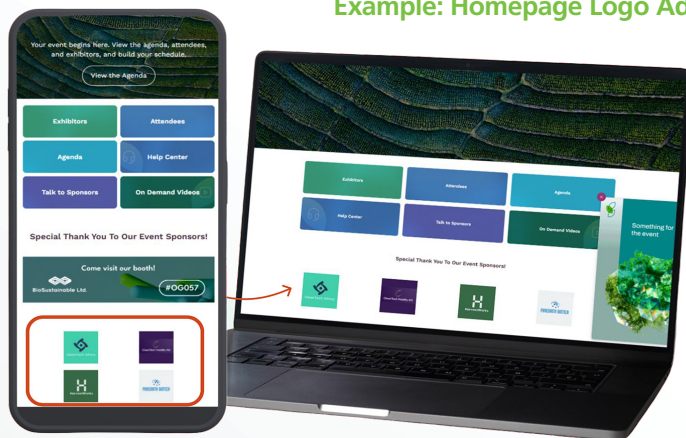 Example: Homepage Logo Ad
Your event begins here. View the agenda, attendees,
and exhibitors, and build your schedule.
View the Agenda
Exhibitors
Attendees
Agenda
Help Center
Talk to Sponsors
On Demand Videos
Special Thank You To Our Event Sponsors!
Come visit our booth!
BioSustainable Ltd.
#OG057
HarvestWorks
Exhibitors
Attendees
Agenda
Help Center
Talk to Sponsors
On Demand Videos
Something for
the event
Special Thank You To Our Event Sponsors!
HarvestWorks